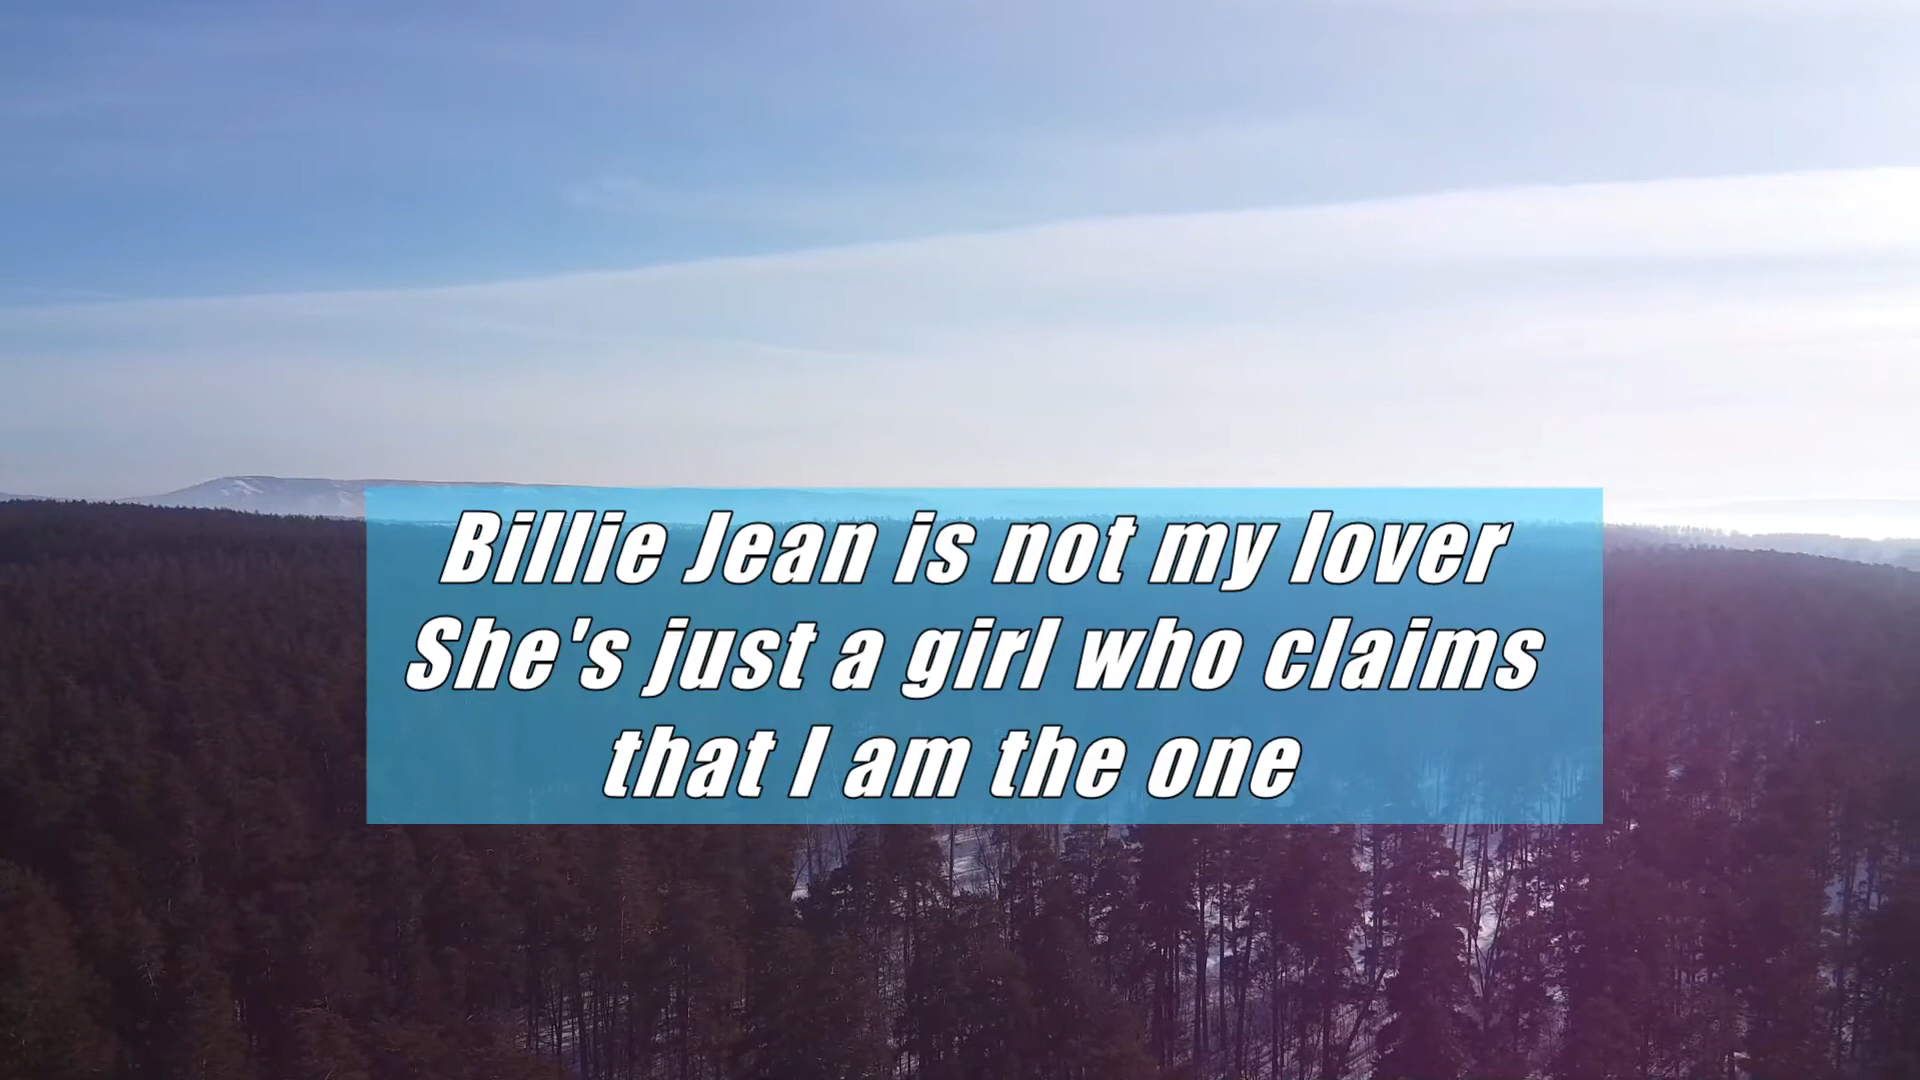 Billie Jean is not my lover
She's just a girl who claims
that I am the one